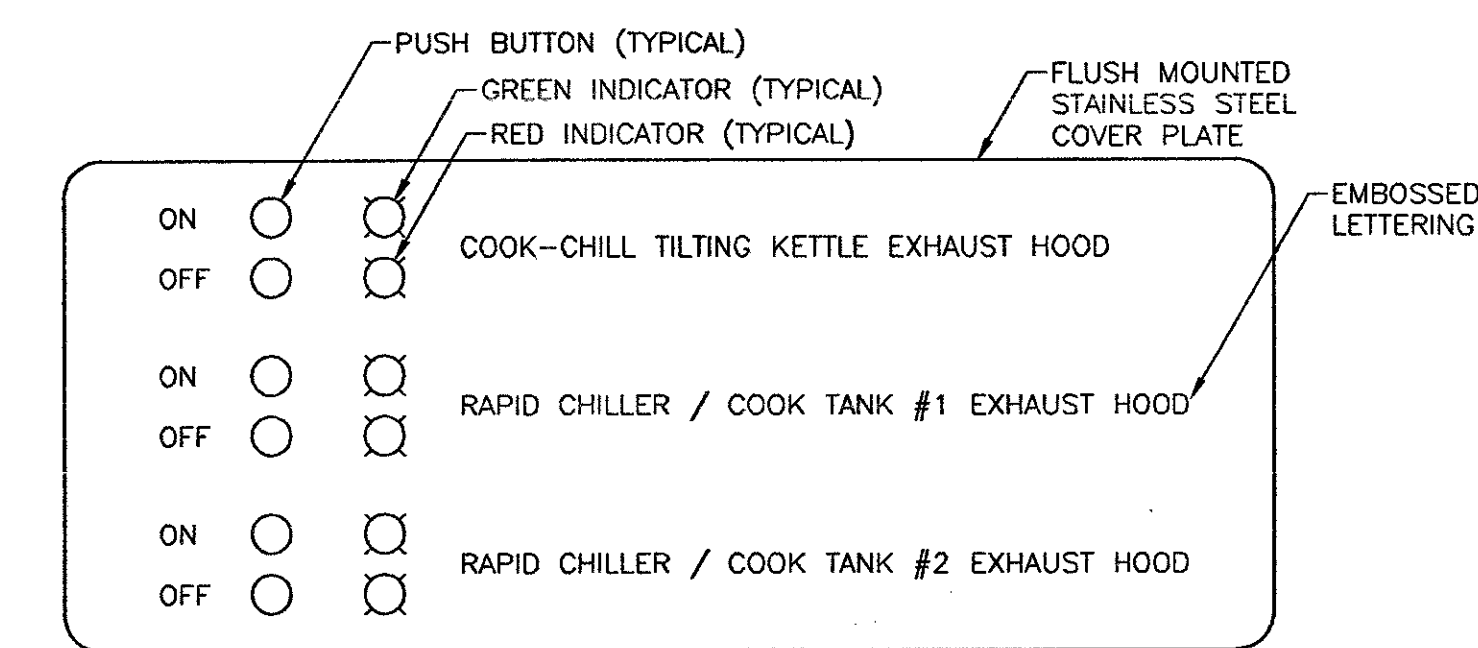 PUSH BUTTON (TYPICAL)
GREEN INDICATOR (TYPICAL)
RED INDICATOR (TYPICAL)
FLUSH MOUNTED
STAINLESS STEEL
COVER PLATE
EMBOSSED
LETTERING
ON
OFF
COOK-CHILL TILTING KETTLE EXHAUST HOOD
ON
OFF
RAPID CHILLER / COOK TANK #1 EXHAUST HOOD
ON
OFF
RAPID CHILLER / COOK TANK #2 EXHAUST HOOD